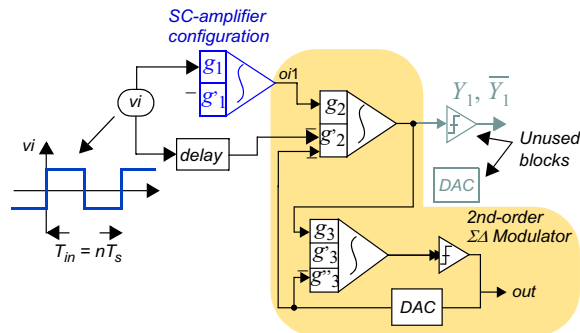 SC-amplifier
configuration
g1
g'1
oi1
vi
g2
g'2
Y1, Y1
Unused
blocks
delay
vi
DAC
Tin = nTs
g3
g'3
g''3
2nd-order
ΣΔ Modulator
out
DAC